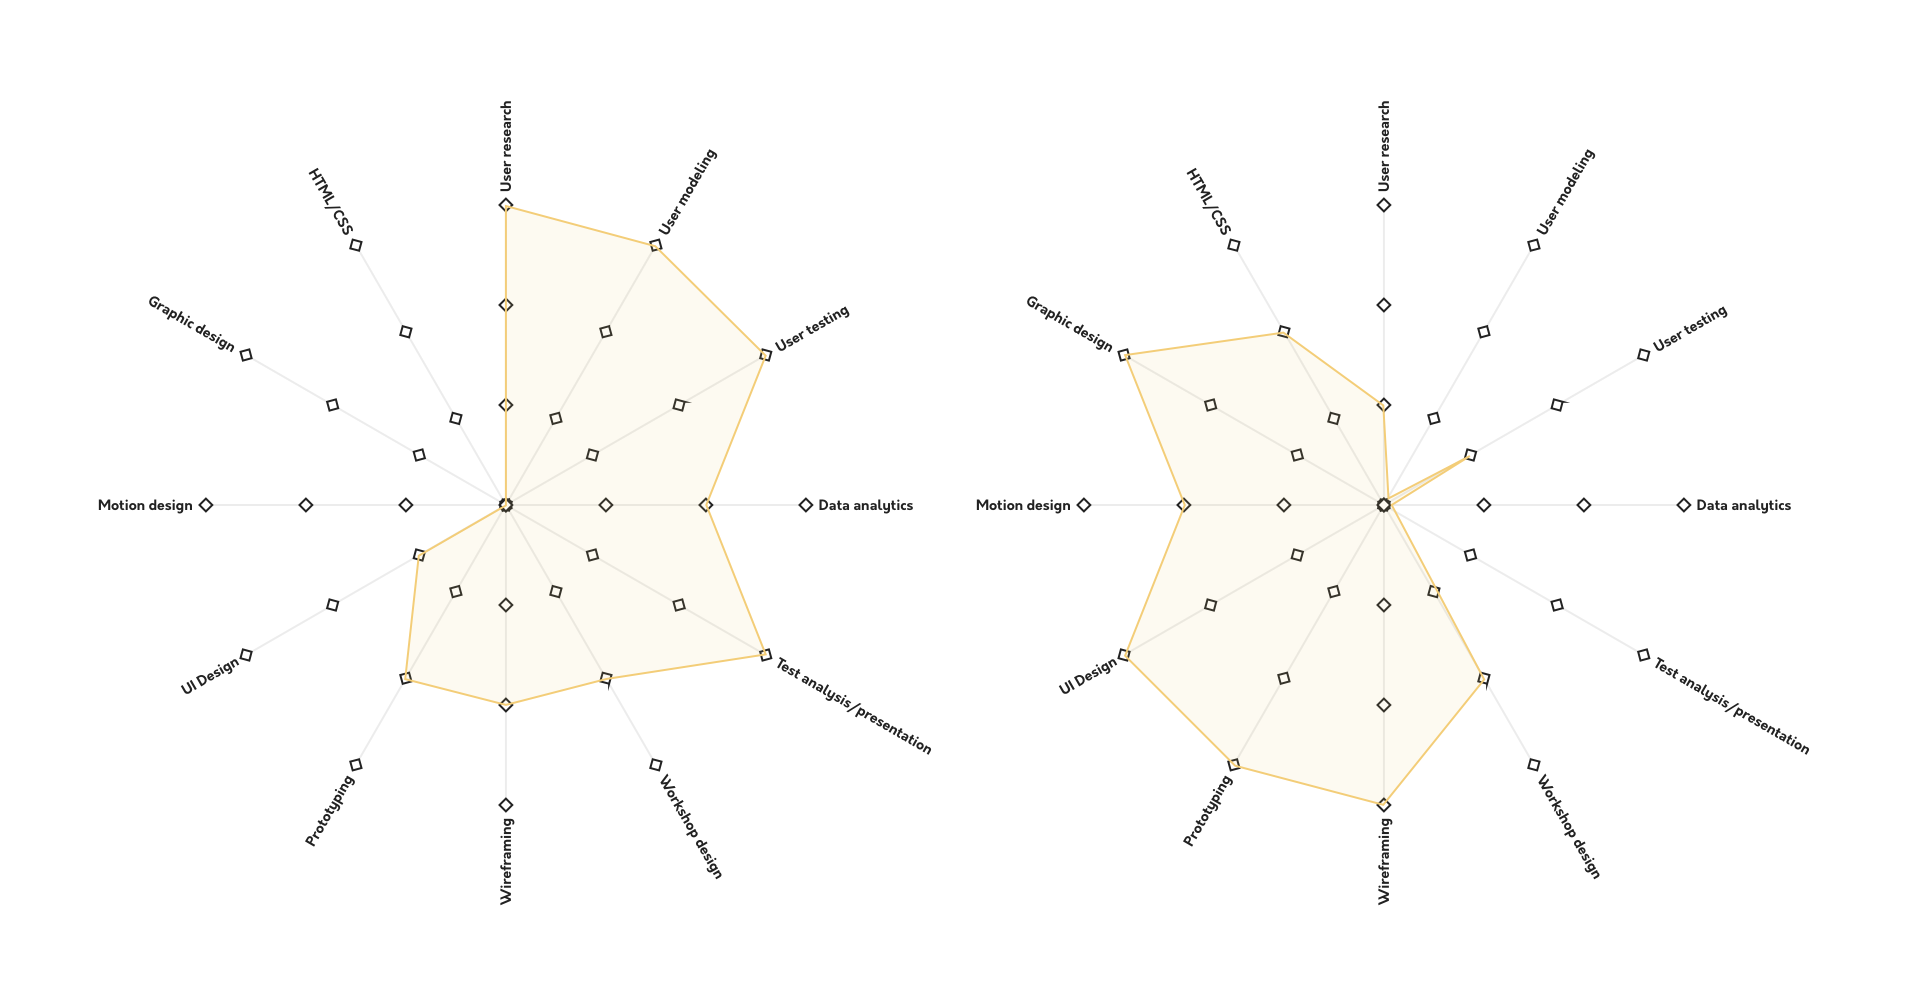 User research
User modeling
User testing
Data analytics
Test analysis/presentation
Workshop design
Wireframing
Prototyping
UI Design
Motion design
Graphic design
HTML/CSS
User research
User modeling
User testing
Data analytics
Test analysis/presentation
Workshop design
Wireframing
Prototyping
UI Design
Motion design
Graphic design
HTML/CSS